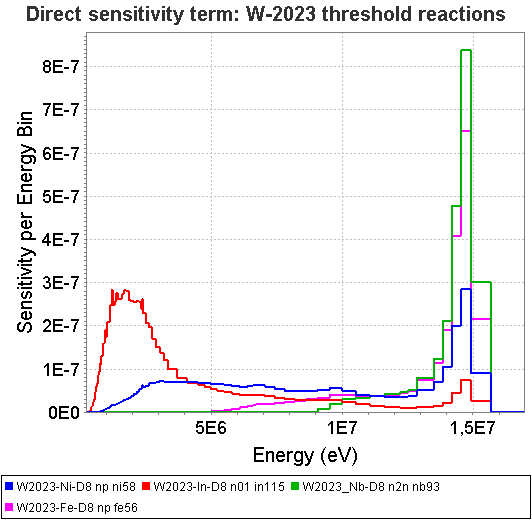 Direct sensitivity term: W-2023 threshold reactions
Sensitivity per Energy Bin
8E-7
7E-7
6E-7
5E-7
4E-7
3E-7
2E-7
1E-7
0E0
5E6 1E7 1,5E7
Energy (eV)
W2023-Ni-D8 np ni58 W2023-In-D8 n01 in115 W2023_Nb-D8 n2n nb93
W2023-Fe-D8 np fe56